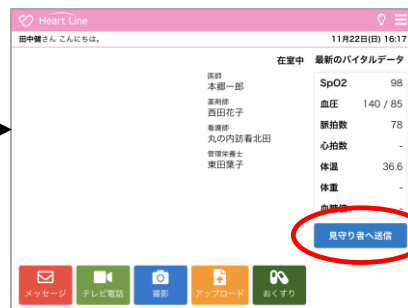 Heart Line
田中健さん こんにちは。
11月22日(日) 16:17
在室中
医師
本郷一郎
薬剤師
西田花子
看護師
丸の内訪看北田
管理栄養士
東田葉子
最新のバイタルデータ
SpO2 98
血圧 140 / 85
脈拍数 78
心拍数 -
体温 36.6
体重 -
血糖値 -
見守り者へ送信
メッセージ
テレビ電話
撮影
アップロード
おくすり